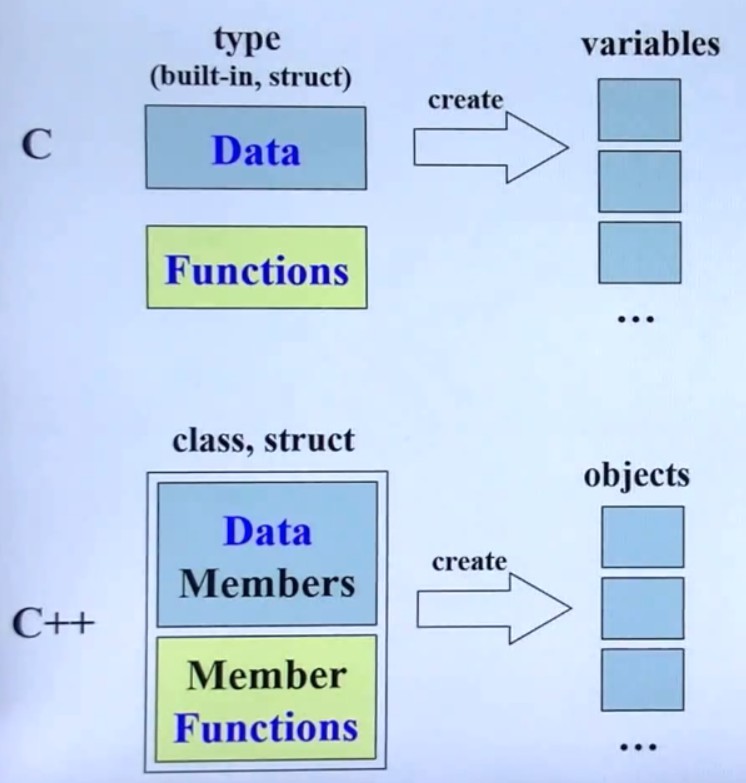 type
(built-in, struct)
variables
create
C
Data
Functions
...
class, struct
objects
Data
Members
create
C++
Member
Functions
...